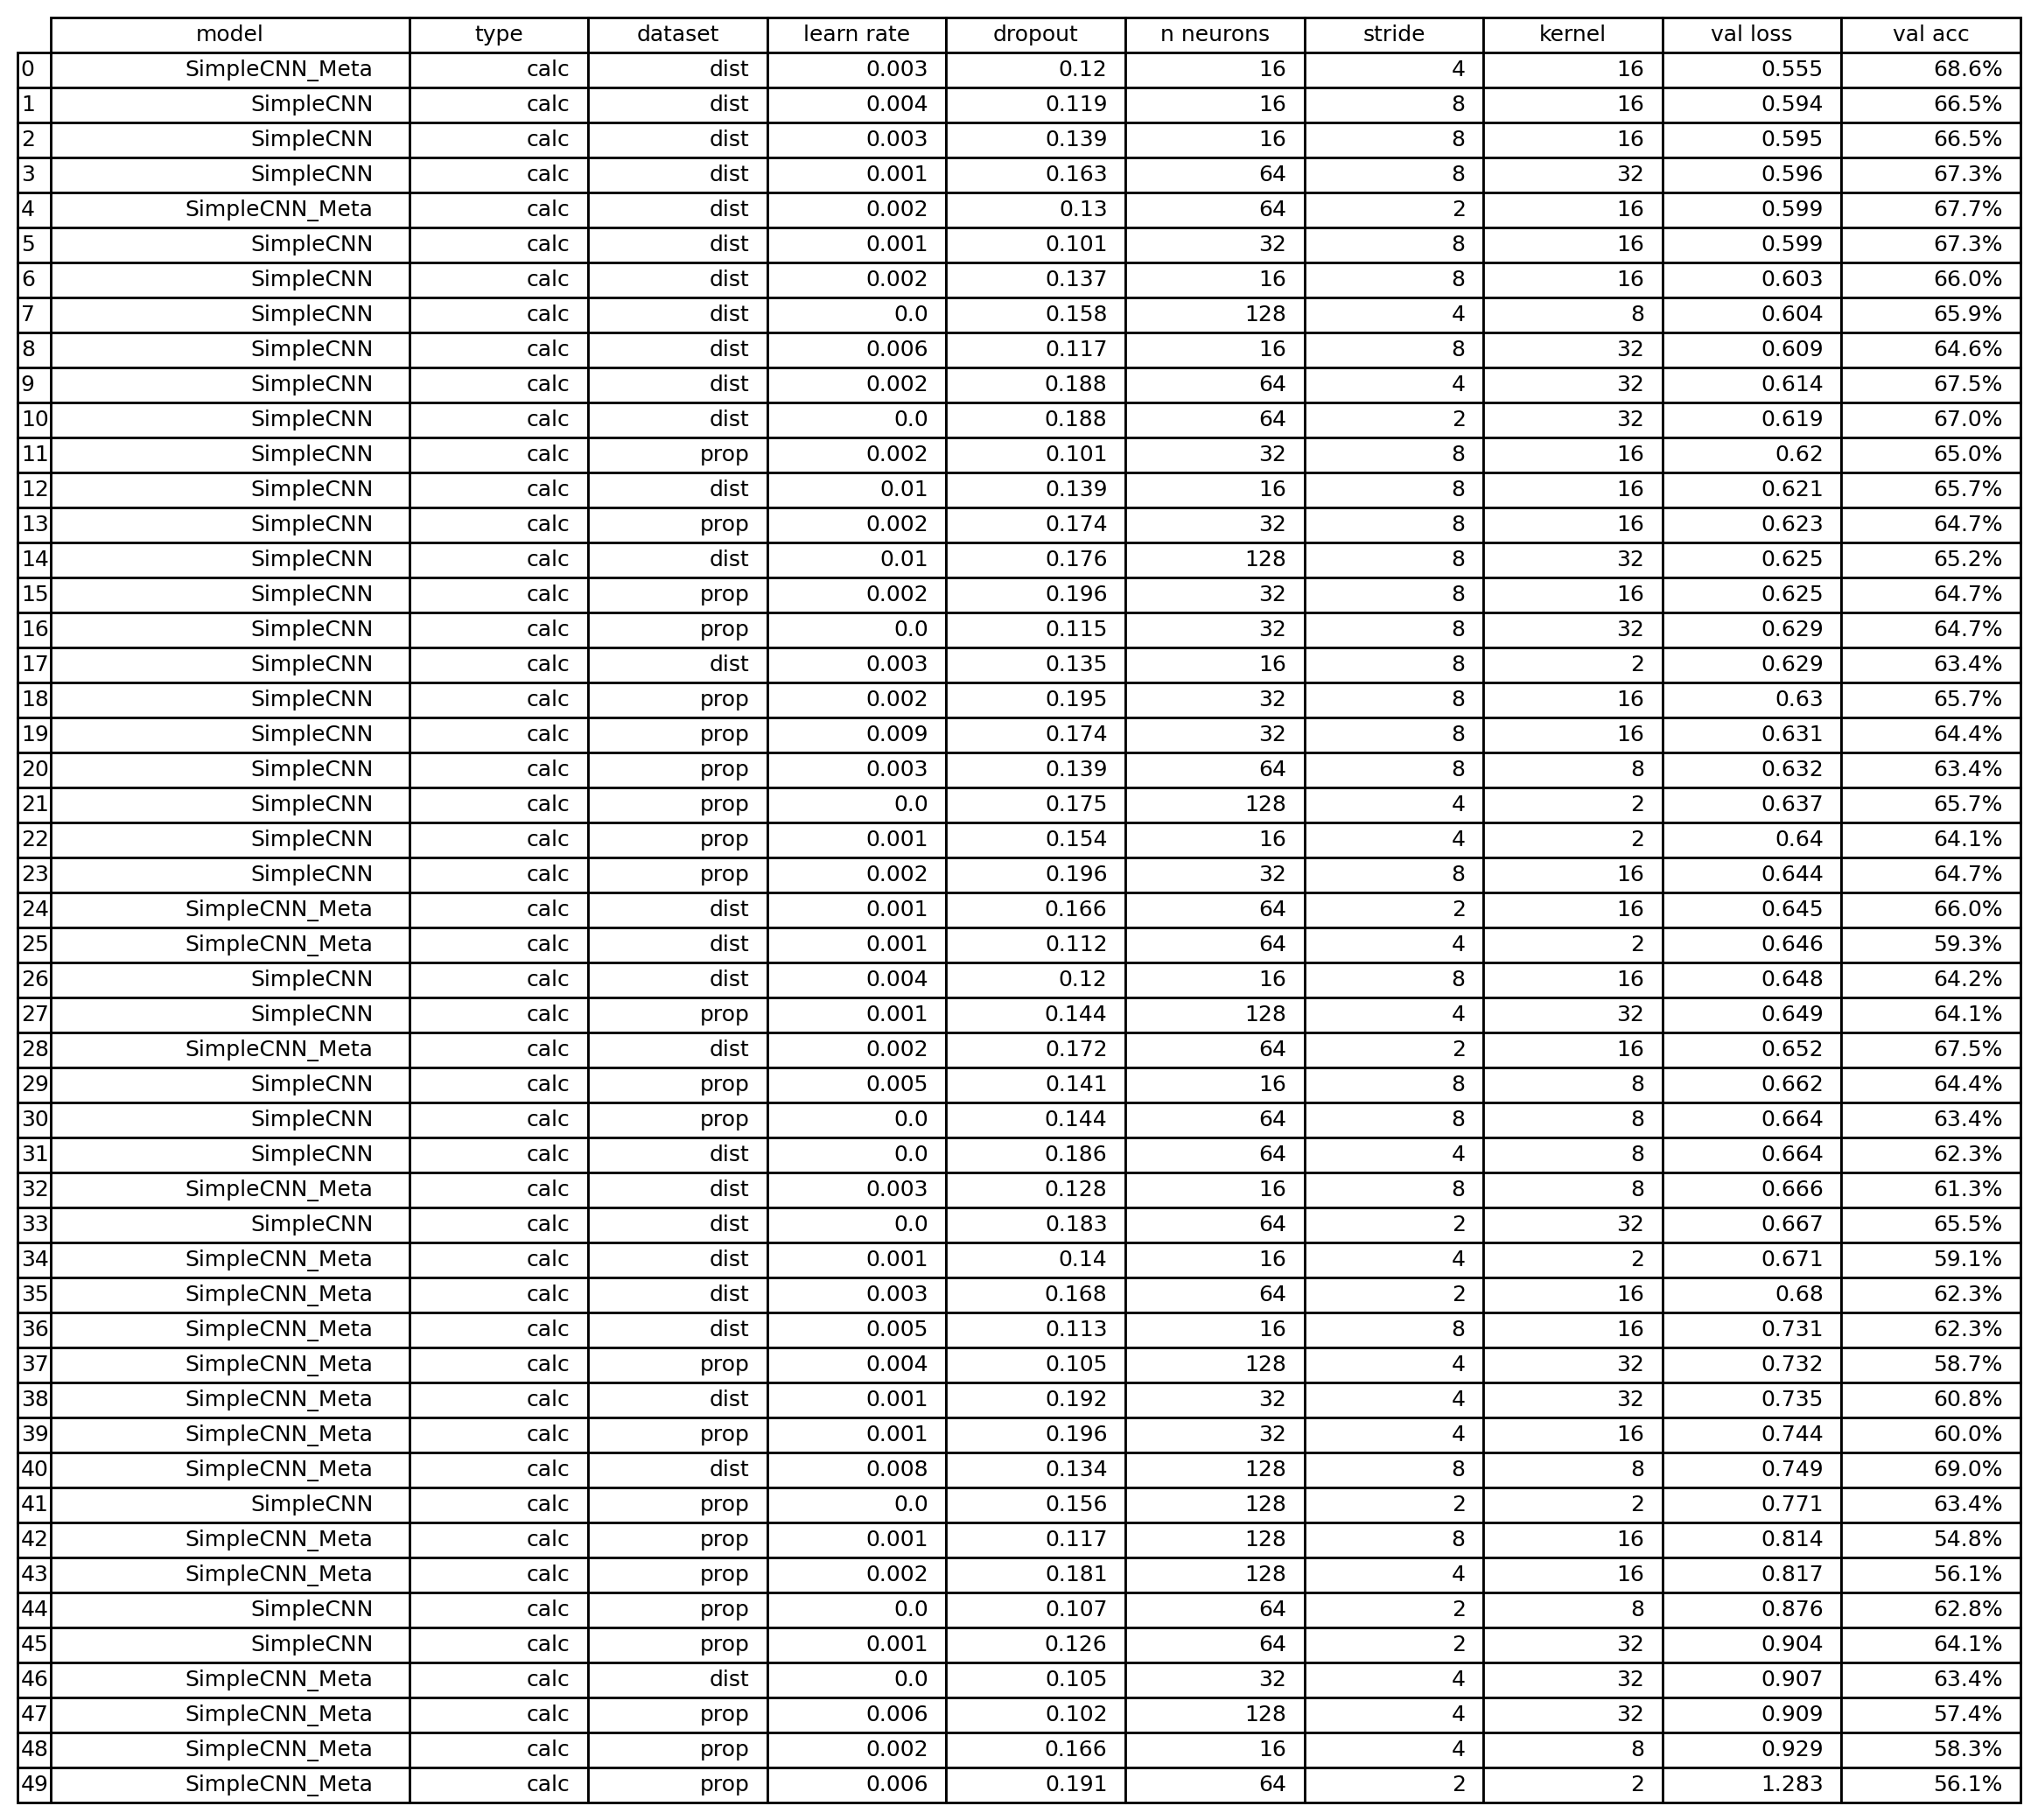 model type dataset learn rate dropout n neurons stride kernel val loss val acc
0 SimpleCNN_Meta calc dist 0.003 0.12 16 4 16 0.555 68.6%
1 SimpleCNN calc dist 0.004 0.119 16 8 16 0.594 66.5%
2 SimpleCNN calc dist 0.003 0.139 16 8 16 0.595 66.5%
3 SimpleCNN calc dist 0.001 0.163 64 8 32 0.596 67.3%
4 SimpleCNN_Meta calc dist 0.002 0.13 64 2 16 0.599 67.7%
5 SimpleCNN calc dist 0.001 0.101 32 8 16 0.599 67.3%
6 SimpleCNN calc dist 0.002 0.137 16 8 16 0.603 66.0%
7 SimpleCNN calc dist 0.0 0.158 128 4 8 0.604 65.9%
8 SimpleCNN calc dist 0.006 0.117 16 8 32 0.609 64.6%
9 SimpleCNN calc dist 0.002 0.188 64 4 32 0.614 67.5%
10 SimpleCNN calc dist 0.0 0.188 64 2 32 0.619 67.0%
11 SimpleCNN calc prop 0.002 0.101 32 8 16 0.62 65.0%
12 SimpleCNN calc dist 0.01 0.139 16 8 16 0.621 65.7%
13 SimpleCNN calc prop 0.002 0.174 32 8 16 0.623 64.7%
14 SimpleCNN calc dist 0.01 0.176 128 8 32 0.625 65.2%
15 SimpleCNN calc prop 0.002 0.196 32 8 16 0.625 64.7%
16 SimpleCNN calc prop 0.0 0.115 32 8 32 0.629 64.7%
17 SimpleCNN calc dist 0.003 0.135 16 8 2 0.629 63.4%
18 SimpleCNN calc prop 0.002 0.195 32 8 16 0.63 65.7%
19 SimpleCNN calc prop 0.009 0.174 32 8 16 0.631 64.4%
20 SimpleCNN calc prop 0.003 0.139 64 8 8 0.632 63.4%
21 SimpleCNN calc prop 0.0 0.175 128 4 2 0.637 65.7%
22 SimpleCNN calc prop 0.001 0.154 16 4 2 0.64 64.1%
23 SimpleCNN calc prop 0.002 0.196 32 8 16 0.644 64.7%
24 SimpleCNN_Meta calc dist 0.001 0.166 64 2 16 0.645 66.0%
25 SimpleCNN_Meta calc dist 0.001 0.112 64 4 2 0.646 59.3%
26 SimpleCNN calc dist 0.004 0.12 16 8 16 0.648 64.2%
27 SimpleCNN calc prop 0.001 0.144 128 4 32 0.649 64.1%
28 SimpleCNN_Meta calc dist 0.002 0.172 64 2 16 0.652 67.5%
29 SimpleCNN calc prop 0.005 0.141 16 8 8 0.662 64.4%
30 SimpleCNN calc prop 0.0 0.144 64 8 8 0.664 63.4%
31 SimpleCNN calc dist 0.0 0.186 64 4 8 0.664 62.3%
32 SimpleCNN_Meta calc dist 0.003 0.128 16 8 8 0.666 61.3%
33 SimpleCNN calc dist 0.0 0.183 64 2 32 0.667 65.5%
34 SimpleCNN_Meta calc dist 0.001 0.14 16 4 2 0.671 59.1%
35 SimpleCNN_Meta calc dist 0.003 0.168 64 2 16 0.68 62.3%
36 SimpleCNN_Meta calc dist 0.005 0.113 16 8 16 0.731 62.3%
37 SimpleCNN_Meta calc prop 0.004 0.105 128 4 32 0.732 58.7%
38 SimpleCNN_Meta calc dist 0.001 0.192 32 4 32 0.735 60.8%
39 SimpleCNN_Meta calc prop 0.001 0.196 32 4 16 0.744 60.0%
40 SimpleCNN_Meta calc dist 0.008 0.134 128 8 8 0.749 69.0%
41 SimpleCNN calc prop 0.0 0.156 128 2 2 0.771 63.4%
42 SimpleCNN_Meta calc prop 0.001 0.117 128 8 16 0.814 54.8%
43 SimpleCNN_Meta calc prop 0.002 0.181 128 4 16 0.817 56.1%
44 SimpleCNN calc prop 0.0 0.107 64 2 8 0.876 62.8%
45 SimpleCNN calc prop 0.001 0.126 64 2 32 0.904 64.1%
46 SimpleCNN_Meta calc dist 0.0 0.105 32 4 32 0.907 63.4%
47 SimpleCNN_Meta calc prop 0.006 0.102 128 4 32 0.909 57.4%
48 SimpleCNN_Meta calc prop 0.002 0.166 16 4 8 0.929 58.3%
49 SimpleCNN_Meta calc prop 0.006 0.191 64 2 2 1.283 56.1%